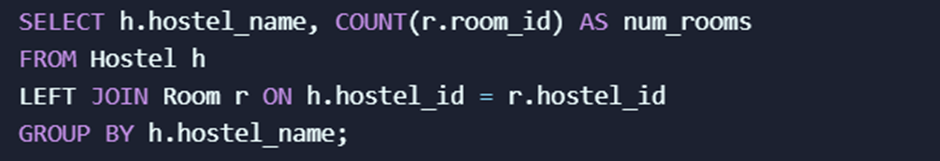 SELECT h.hostel_name, COUNT(r.room_id) AS num_rooms
FROM Hostel h
LEFT JOIN Room r ON h.hostel_id = r.hostel_id
GROUP BY h.hostel_name;